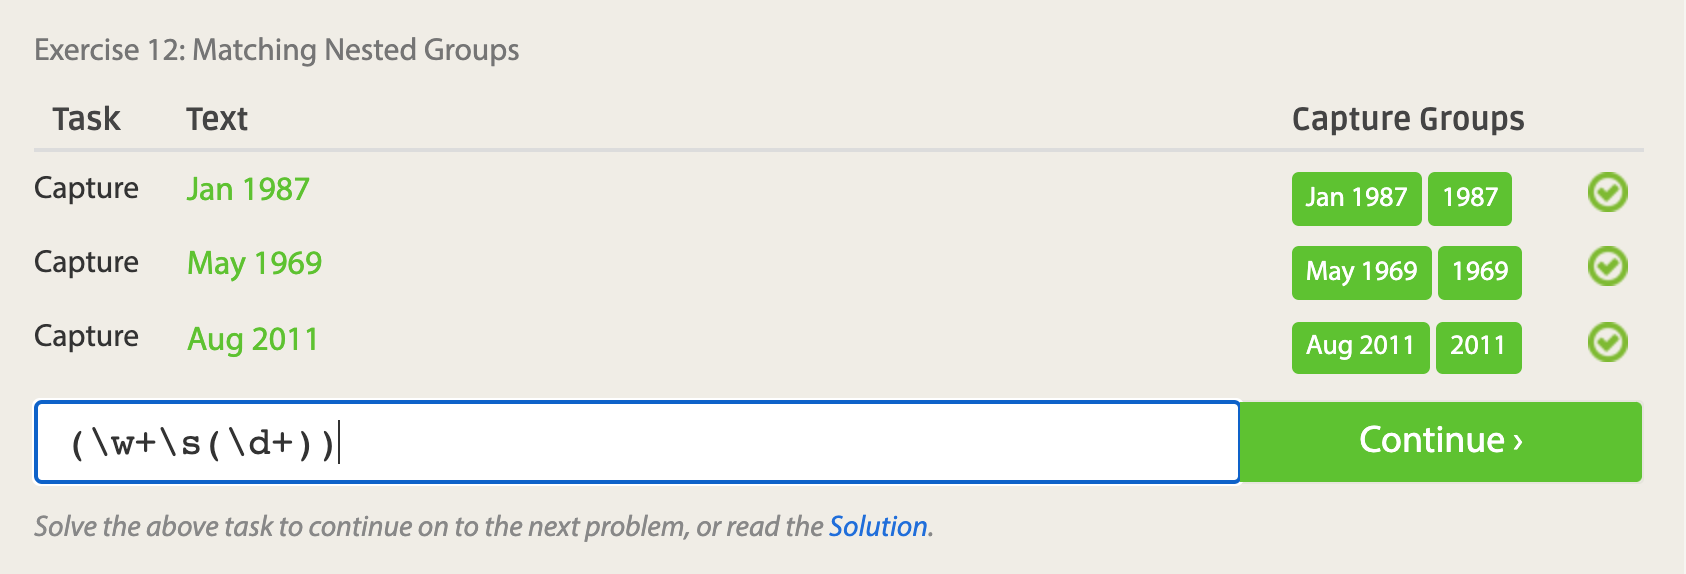 Exercise 12: Matching Nested Groups
Task Text Capture Groups
Capture Jan 1987 Jan 1987 1987
Capture May 1969 May 1969 1969
Capture Aug 2011 Aug 2011 2011
(\w+\s(\d+))
Continue ›
Solve the above task to continue on to the next problem, or read the Solution.